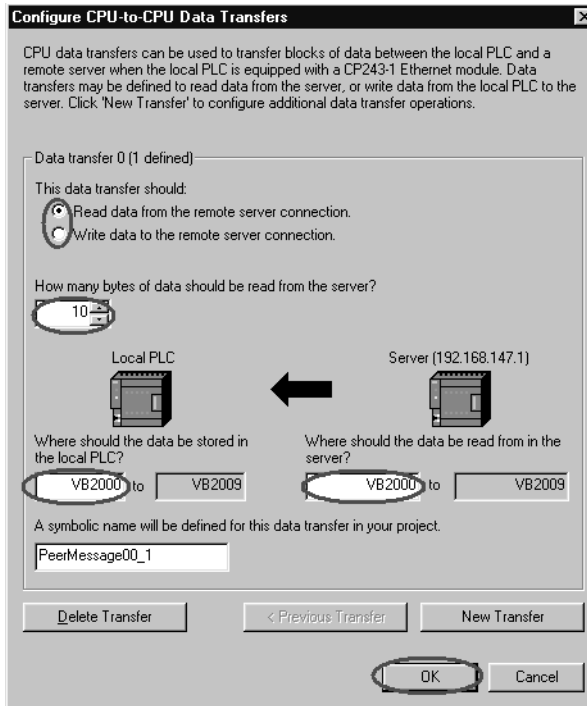 Configure CPU-to-CPU Data Transfers
CPU data transfers can be used to transfer blocks of data between the local PLC and a
remote server when the local PLC is equipped with a CP243-1 Ethernet module. Data
transfers may be defined to read data from the server, or write data from the local PLC to the
server. Click 'New Transfer' to configure additional data transfer operations.
Data transfer 0 (1 defined)
This data transfer should:
Read data from the remote server connection.
Write data to the remote server connection.
How many bytes of data should be read from the server?
10
Local PLC
Server (192.168.147.1)
Where should the data be stored in
the local PLC?
Where should the data be read from in the
server?
VB2000 to VB2009
VB2000 to VB2009
A symbolic name will be defined for this data transfer in your project.
PeerMessage00_1
Delete Transfer
< Previous Transfer
New Transfer
OK
Cancel